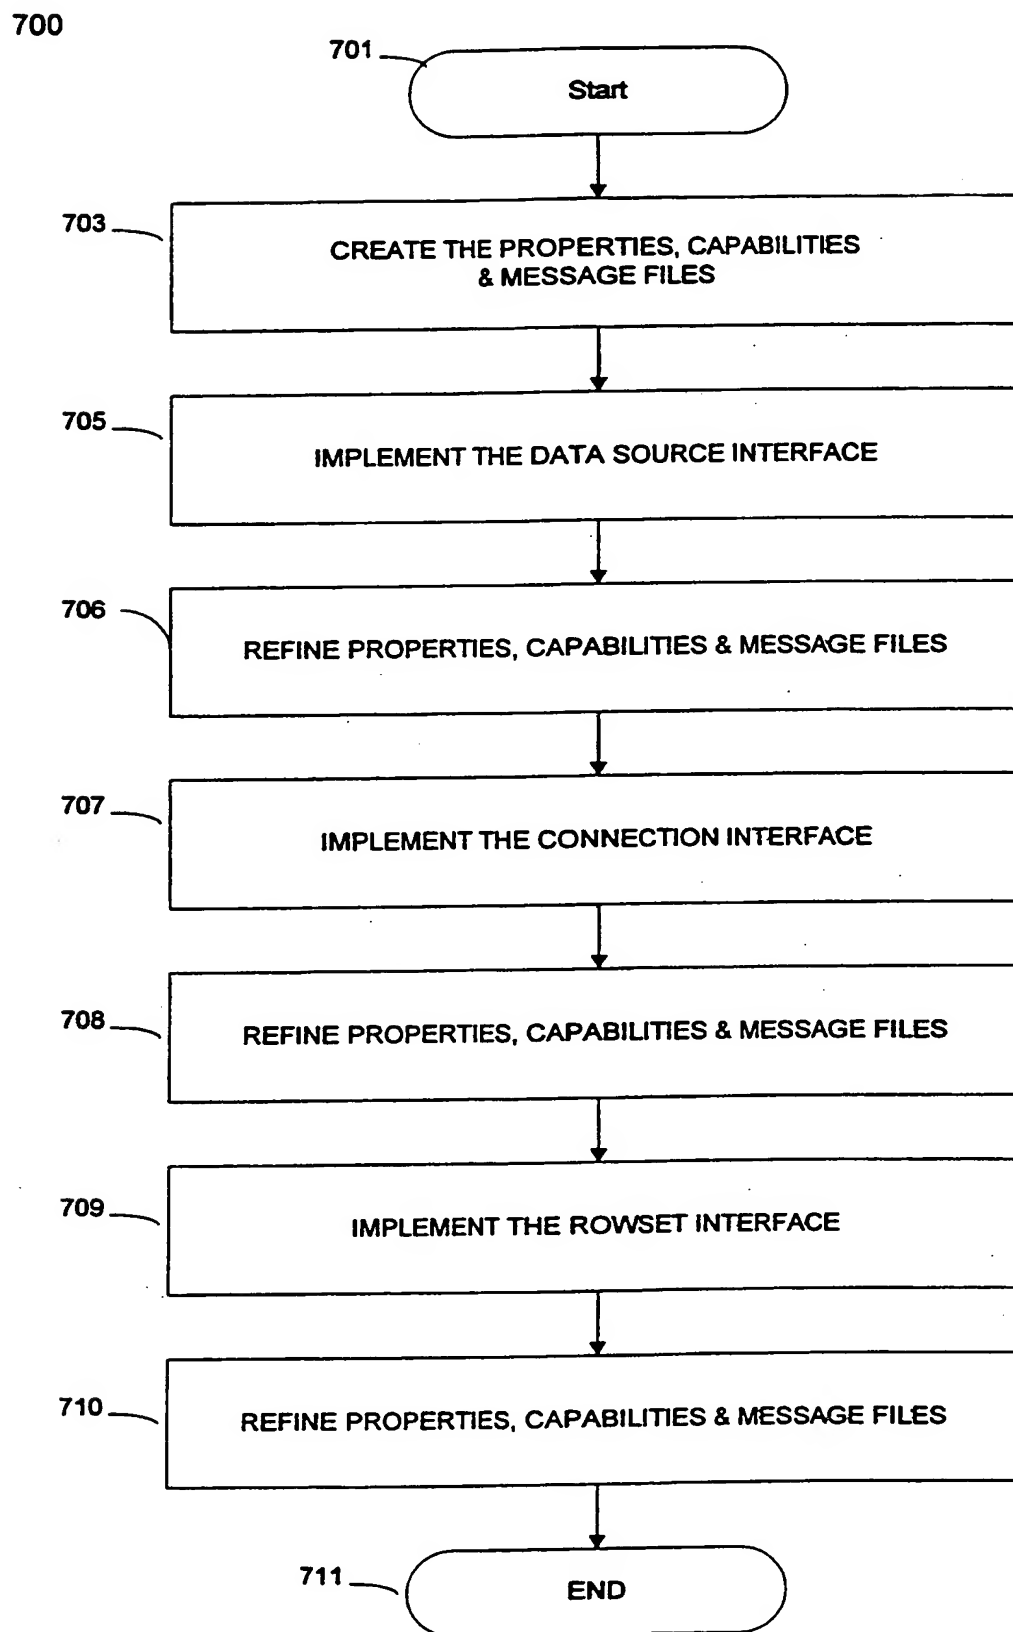 700
701
Start
703
CREATE THE PROPERTIES, CAPABILITIES
& MESSAGE FILES
705
IMPLEMENT THE DATA SOURCE INTERFACE
706
REFINE PROPERTIES, CAPABILITIES & MESSAGE FILES
707
IMPLEMENT THE CONNECTION INTERFACE
708
REFINE PROPERTIES, CAPABILITIES & MESSAGE FILES
709
IMPLEMENT THE ROWSET INTERFACE
710
REFINE PROPERTIES, CAPABILITIES & MESSAGE FILES
711
END